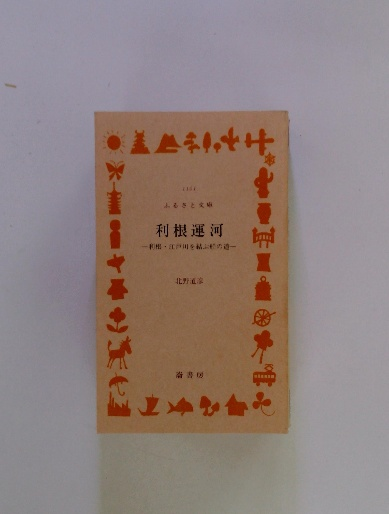 ふるさと文庫
利根運河
―利根・江戸川を結ぶ船の道―
北野道彦
崙書房